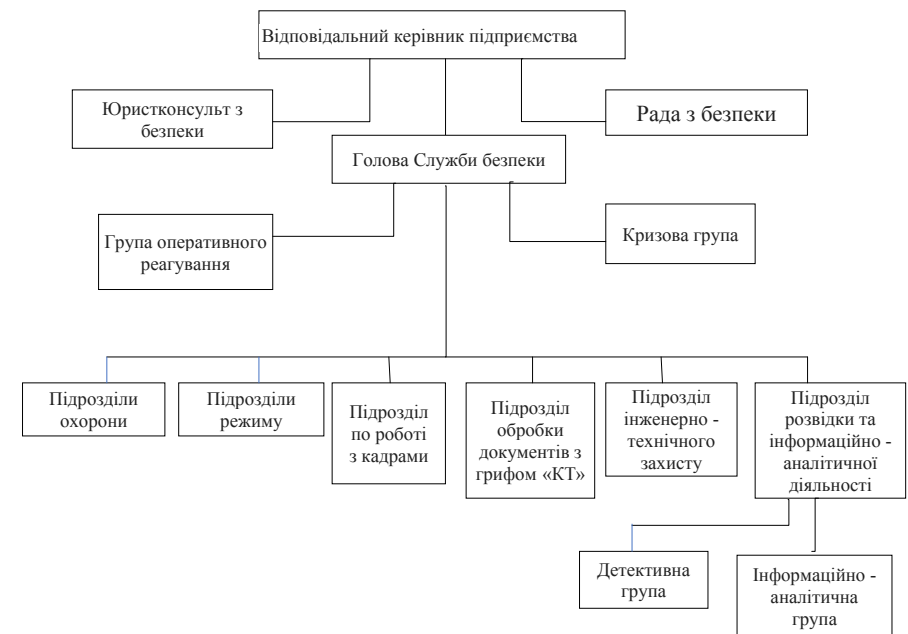 Відповідальний керівник підприємства
Юристконсульт з
безпеки
Рада з безпеки
Голова Служби безпеки
Група оперативного
реагування
Кризова група
Підрозділи
охорони
Підрозділи
режиму
Підрозділ
по роботі
з кадрами
Підрозділ
обробки
документів з
грифом «КТ»
Підрозділ
інженерно -
технічного
захисту
Підрозділ
розвідки та
інформаційно -
аналітичної
діяльності
Детективна
група
Інформаційно -
аналітична
група